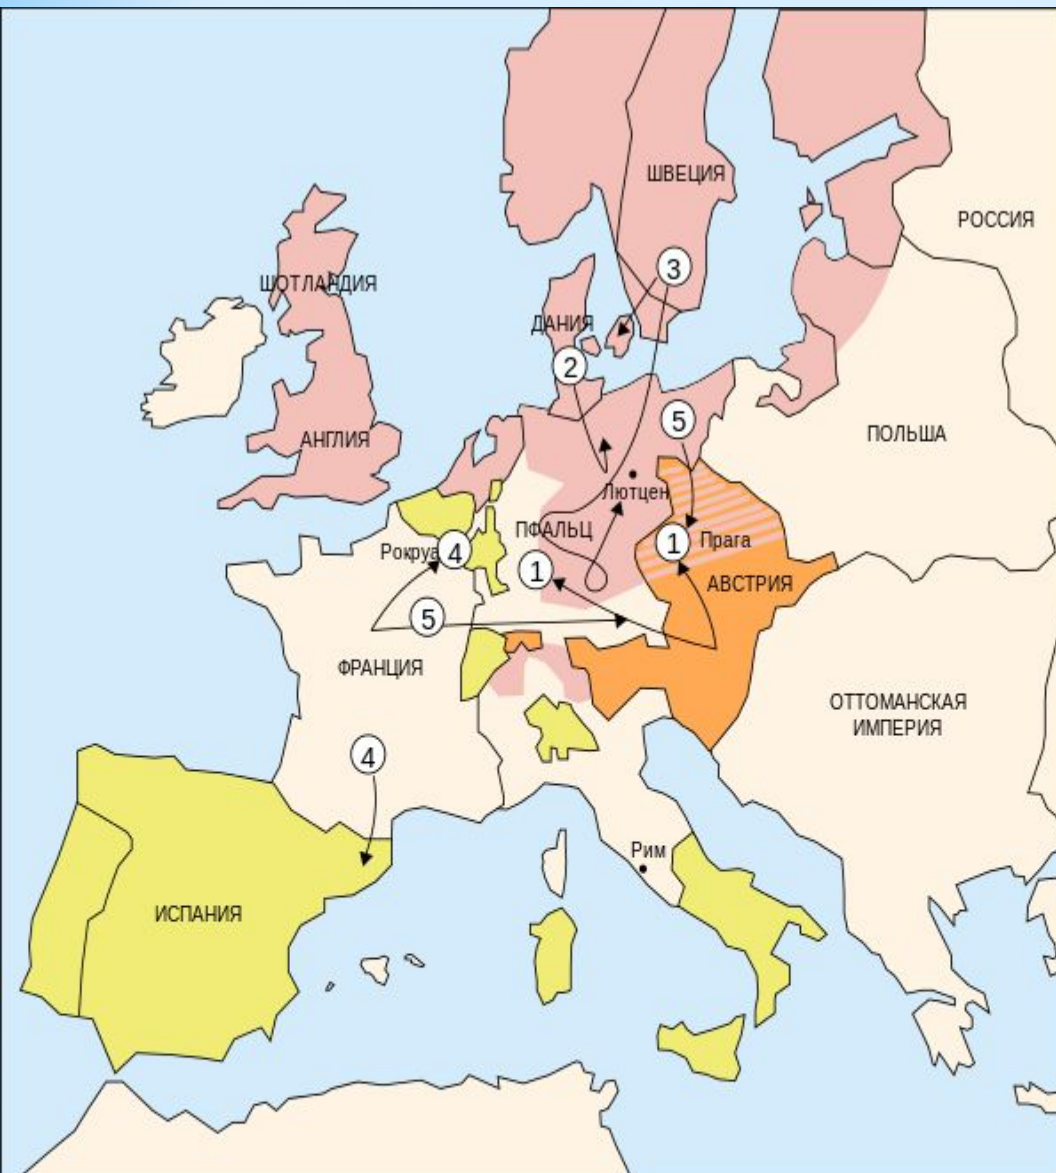 ШВЕЦИЯ
РОССИЯ
3
ШОТЛАНДИЯ
ДАНИЯ
2
5
АНГЛИЯ
ПОЛЬША
Лютцен
ПФАЛЬЦ
Рокруа
4
1
1
Прага
АВСТРИЯ
5
ФРАНЦИЯ
ОТТОМАНСКАЯ
ИМПЕРИЯ
4
Рим
ИСПАНИЯ